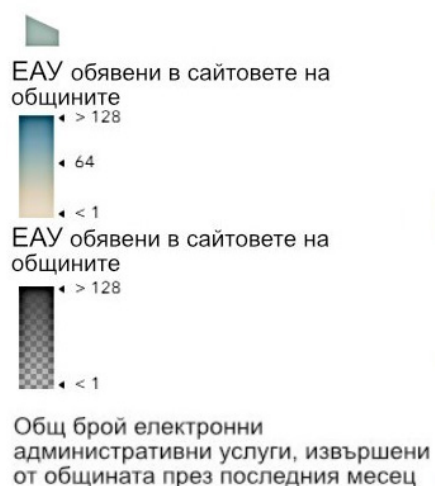 ЕАУ обявени в сайтовете на
общините
> 128
64
< 1
ЕАУ обявени в сайтовете на
общините
> 128
< 1
Общ брой електронни
административни услуги, извършени
от общината през последния месец